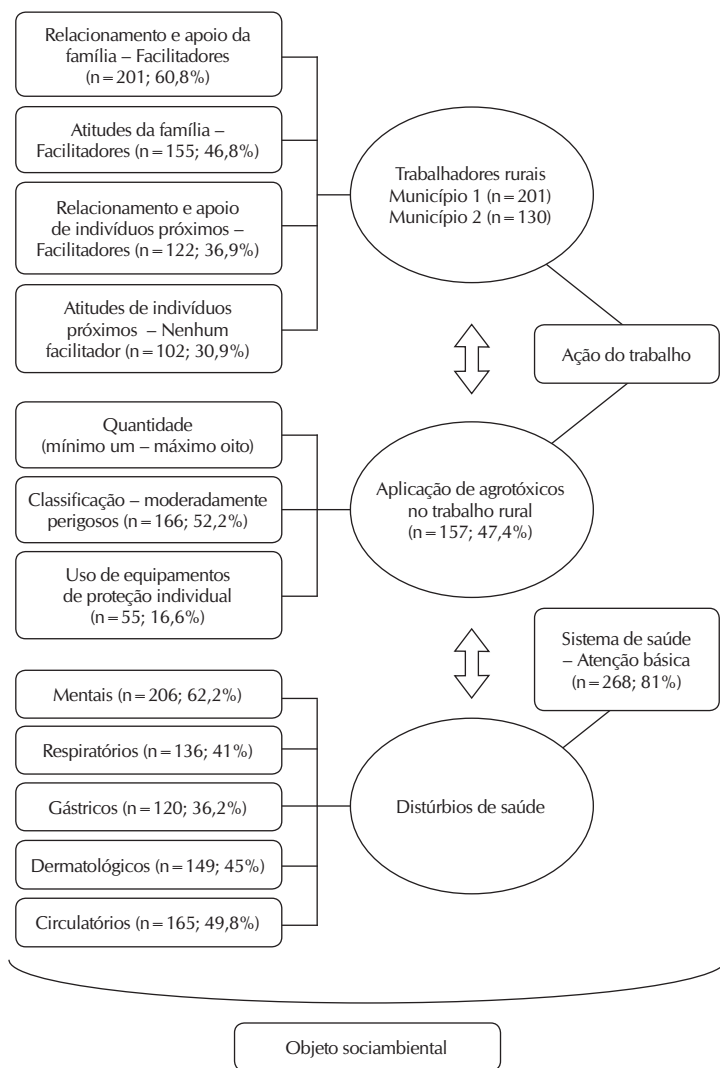 Relacionamento e apoio da
família – Facilitadores
(n=201; 60,8%)
Atitudes da família –
Facilitadores (n=155; 46,8%)
Relacionamento e apoio
de indivíduos próximos –
Facilitadores (n=122; 36,9%)
Atitudes de indivíduos
próximos – Nenhum
facilitador (n=102; 30,9%)
Trabalhadores rurais
Município 1 (n=201)
Município 2 (n=130)
Ação do trabalho
Quantidade
(mínimo um – máximo oito)
Classificação – moderadamente
perigosos (n=166; 52,2%)
Uso de equipamentos
de proteção individual
(n=55; 16,6%)
Aplicação de agrotóxicos
no trabalho rural
(n=157; 47,4%)
Sistema de saúde
– Atenção básica
(n=268; 81%)
Mentais (n=206; 62,2%)
Respiratórios (n=136; 41%)
Gástricos (n=120; 36,2%)
Dermatológicos (n=149; 45%)
Circulatórios (n=165; 49,8%)
Distúrbios de saúde
Objeto sociambiental